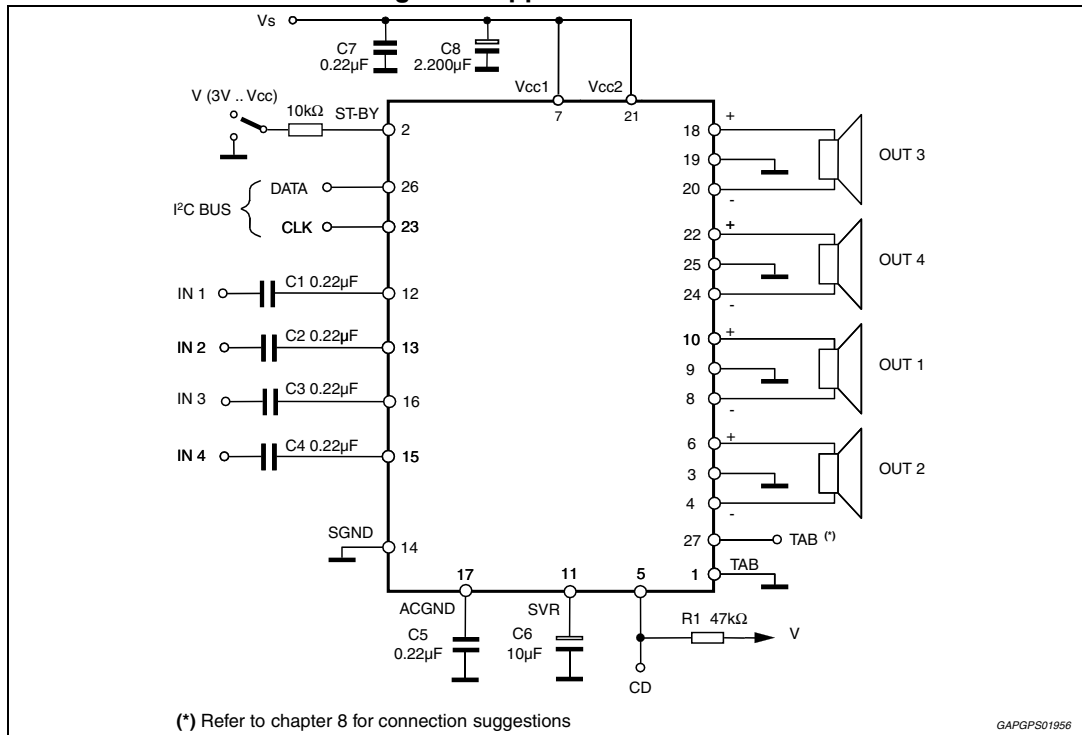 Vs
C7
0.22µF
C8
2.200µF
Vcc1
Vcc2
7
21
V (3V .. Vcc)
10kΩ
ST-BY
2
I²C BUS
DATA
26
CLK
23
IN 1
C1 0.22µF
12
IN 2
C2 0.22µF
13
IN 3
C3 0.22µF
16
IN 4
C4 0.22µF
15
SGND
14
18
+
19
20
-
OUT 3
22
+
25
24
-
OUT 4
10
+
9
8
-
OUT 1
6
+
3
4
-
OUT 2
27
TAB (*)
1
TAB
17
11
5
ACGND
SVR
C5
0.22µF
C6
10µF
R1 47kΩ
V
CD
(*) Refer to chapter 8 for connection suggestions
GAPGPS01956